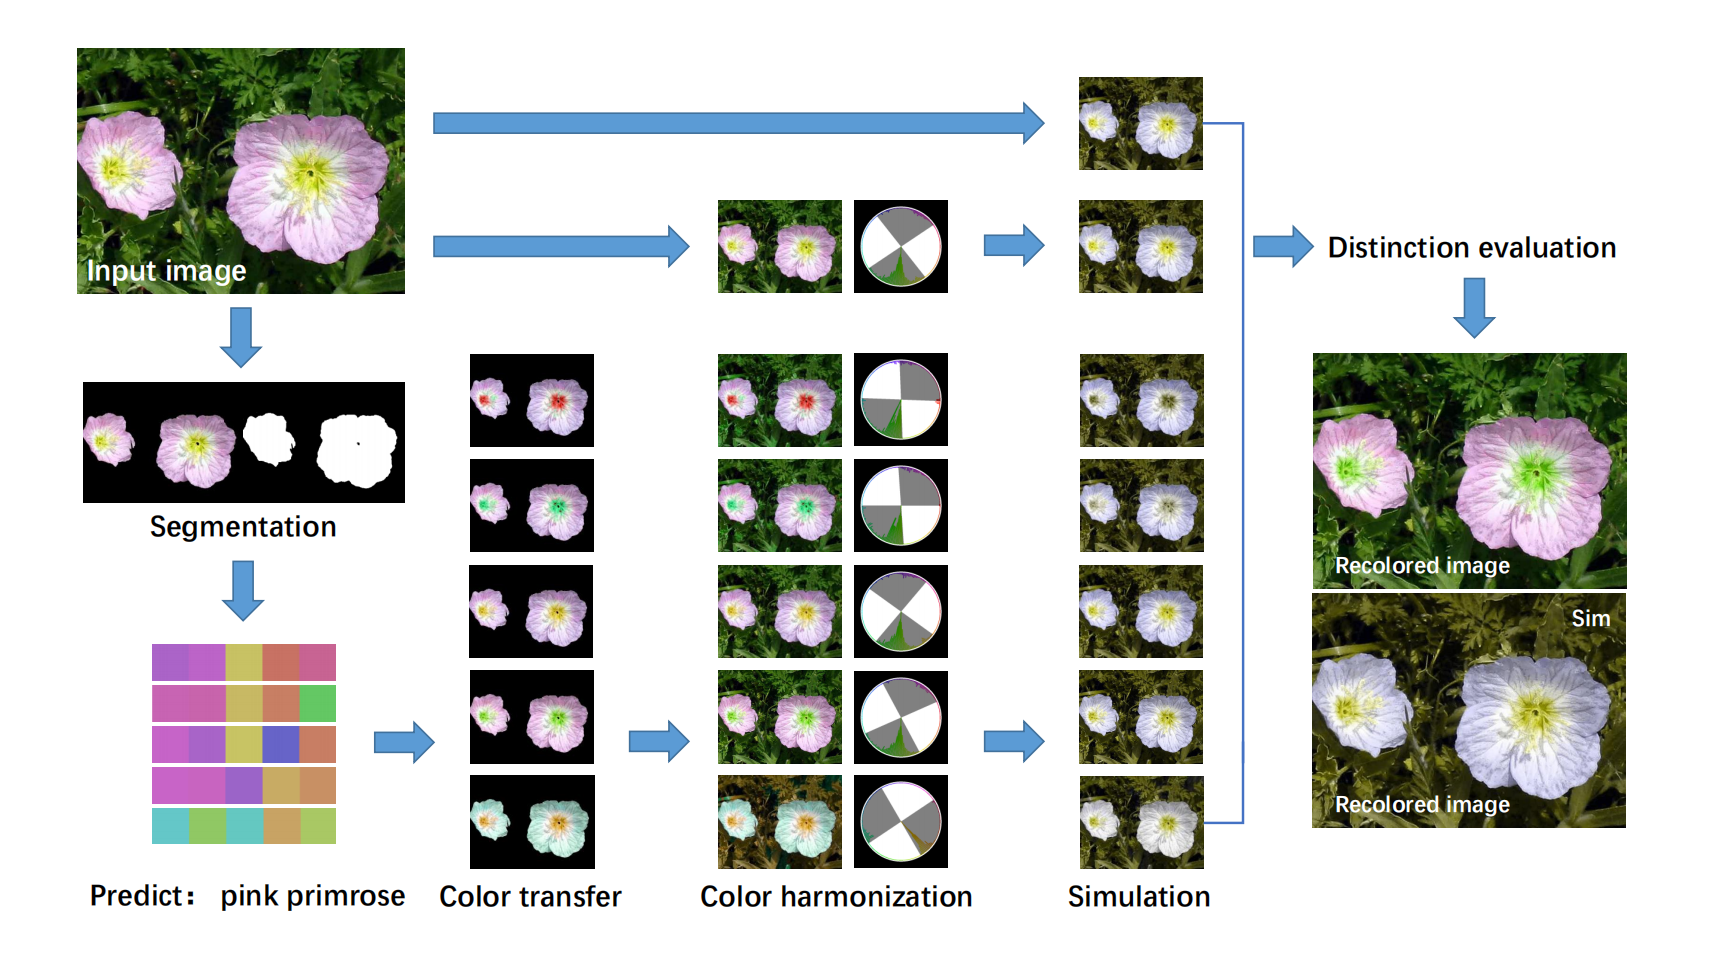 Input image
Distinction evaluation
Segmentation
Recolored image
Sim
Recolored image
Predict： pink primrose
Color transfer
Color harmonization
Simulation